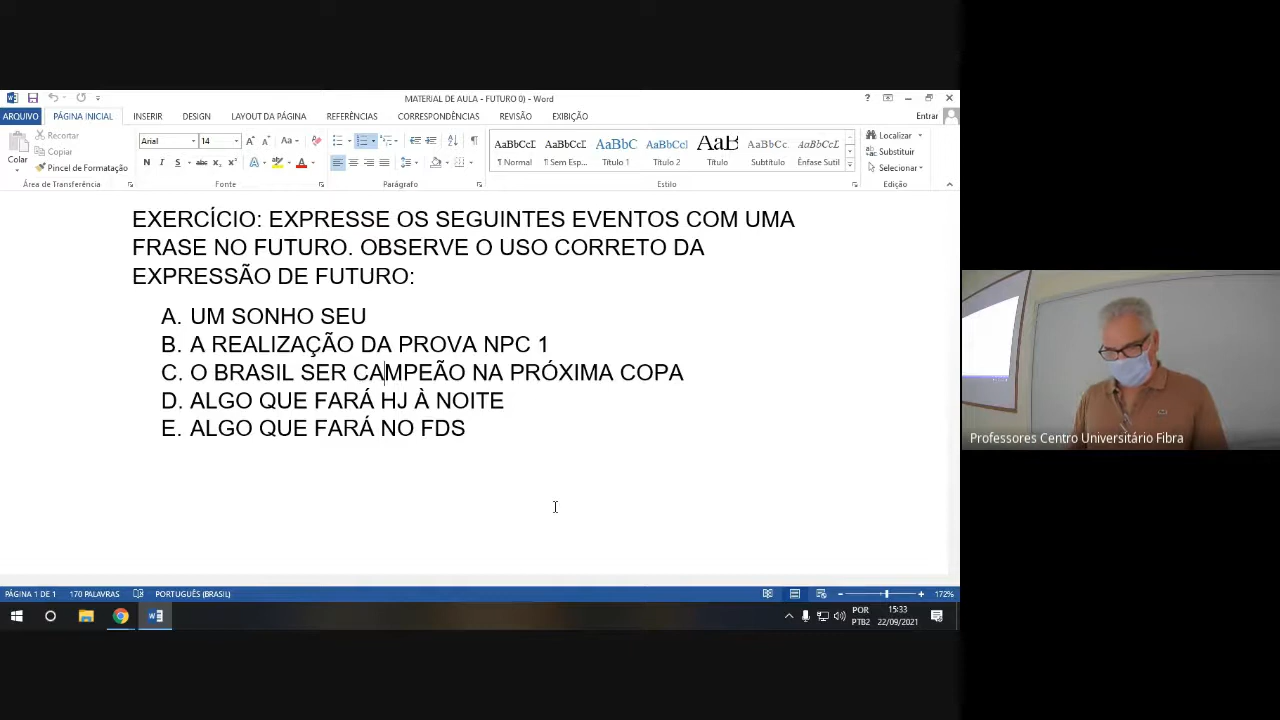 MATERIAL DE AULA - FUTURO 0) - Word
ARQUIVO PÁGINA INICIAL INSERIR DESIGN LAYOUT DA PÁGINA REFERÊNCIAS CORRESPONDÊNCIAS REVISÃO EXIBIÇÃO Entrar
Colar
Recortar
Copiar
Pincel de Formatação
Área de Transferência
Arial 14
Fonte
Parágrafo
AaBbCcI AaBbCcI AaBbC AaBbCcI AaB AaBbCcI AaBbCcI
¶ Normal ¶ Sem Esp... Título 1 Título 2 Título Subtítulo Ênfase Sutil
Estilo
Localizar
Substituir
Selecionar
Edição
EXERCÍCIO: EXPRESSE OS SEGUINTES EVENTOS COM UMA
FRASE NO FUTURO. OBSERVE O USO CORRETO DA
EXPRESSÃO DE FUTURO:
A. UM SONHO SEU
B. A REALIZAÇÃO DA PROVA NPC 1
C. O BRASIL SER CAMPEÃO NA PRÓXIMA COPA
D. ALGO QUE FARÁ HJ À NOITE
E. ALGO QUE FARÁ NO FDS
Professores Centro Universitário Fibra
PÁGINA 1 DE 1 170 PALAVRAS PORTUGUÊS (BRASIL) 172%
POR
PTB2
15:33
22/09/2021